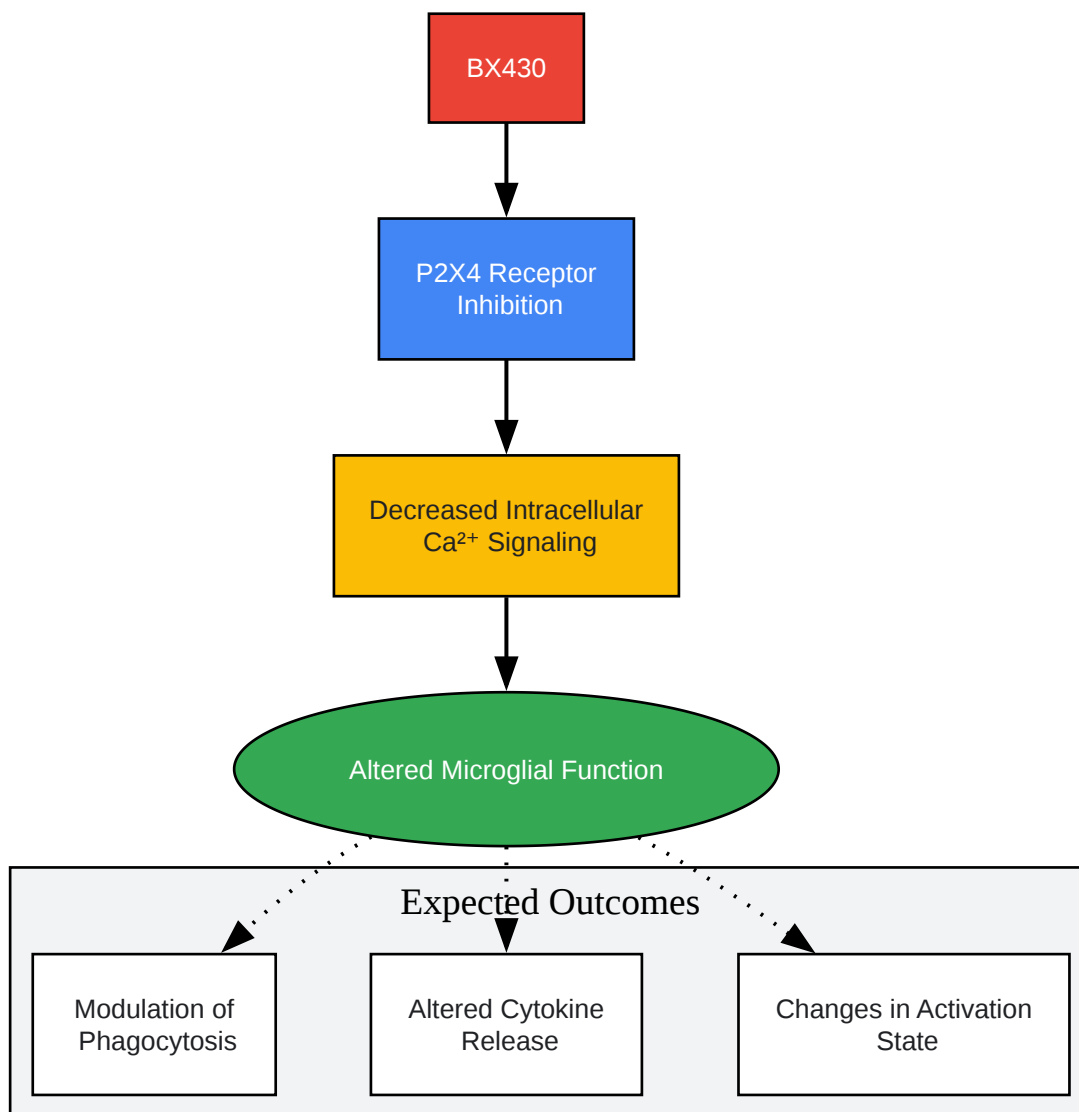 BX430
P2X4 Receptor
Inhibition
Decreased Intracellular
Ca²⁺ Signaling
Altered Microglial Function
Expected Outcomes
Modulation of
Phagocytosis
Altered Cytokine
Release
Changes in Activation
State